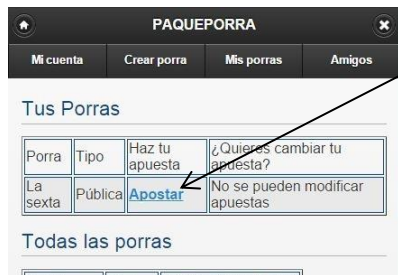 PAQUEPORRA
Mi cuenta Crear porra Mis porras Amigos
Tus Porras
Porra Tipo Haz tu apuesta ¿Quieres cambiar tu apuesta?
La sexta Pública Apostar No se pueden modificar apuestas
Todas las porras